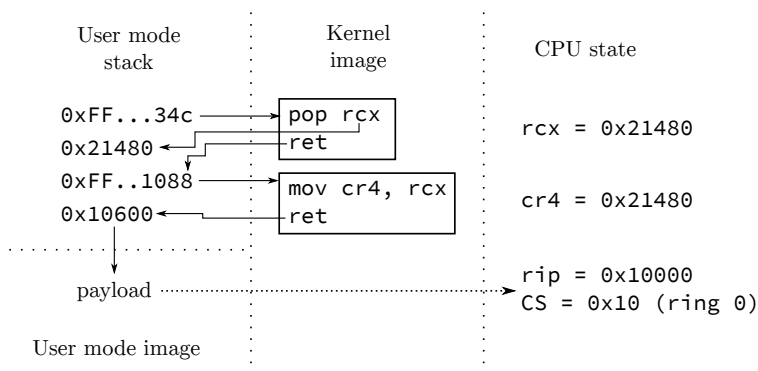 User mode
stack
Kernel
image
CPU state
0xFF...34c
0x21480
0xFF..1088
0x10600
pop rcx
ret
mov cr4, rcx
ret
rcx = 0x21480
cr4 = 0x21480
rip = 0x10000
CS = 0x10 (ring 0)
payload
User mode image